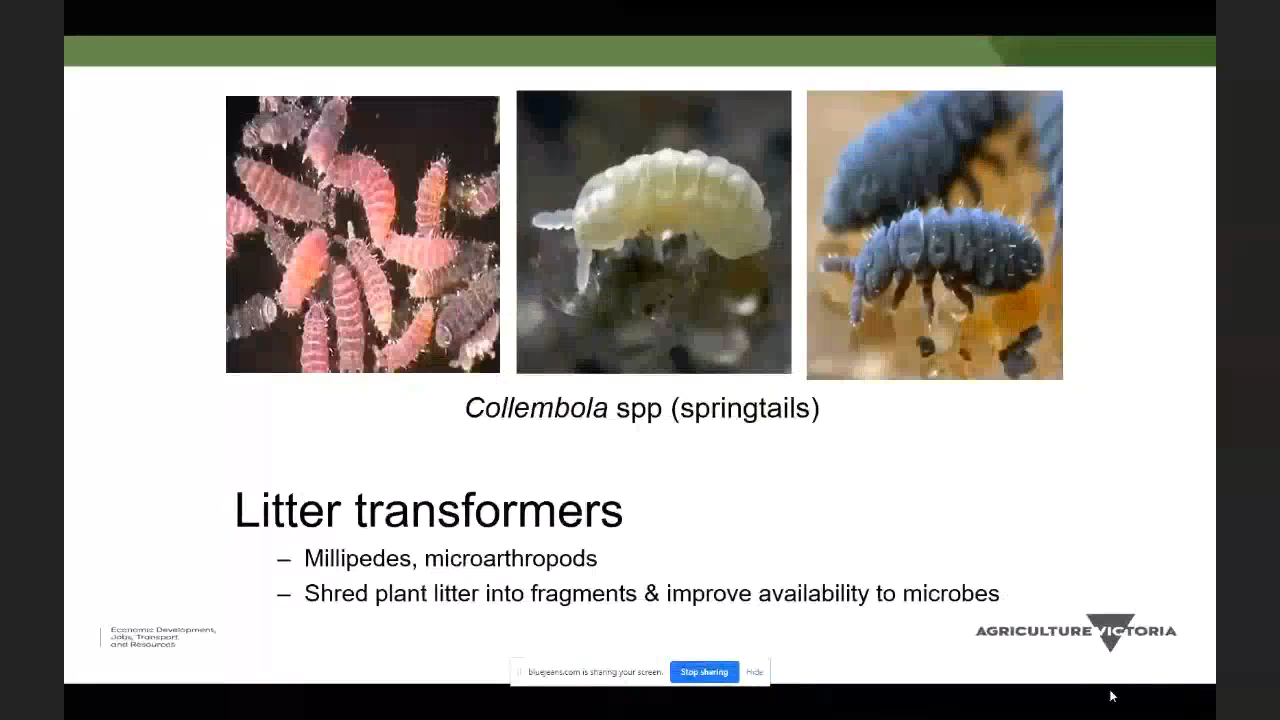 Collembola spp (springtails)
Litter transformers
– Millipedes, microarthropods
– Shred plant litter into fragments & improve availability to microbes
Economic Development,
Jobs, Transport
and Resources
AGRICULTURE VICTORIA
bluejeans.com is sharing your screen. Stop sharing Hide